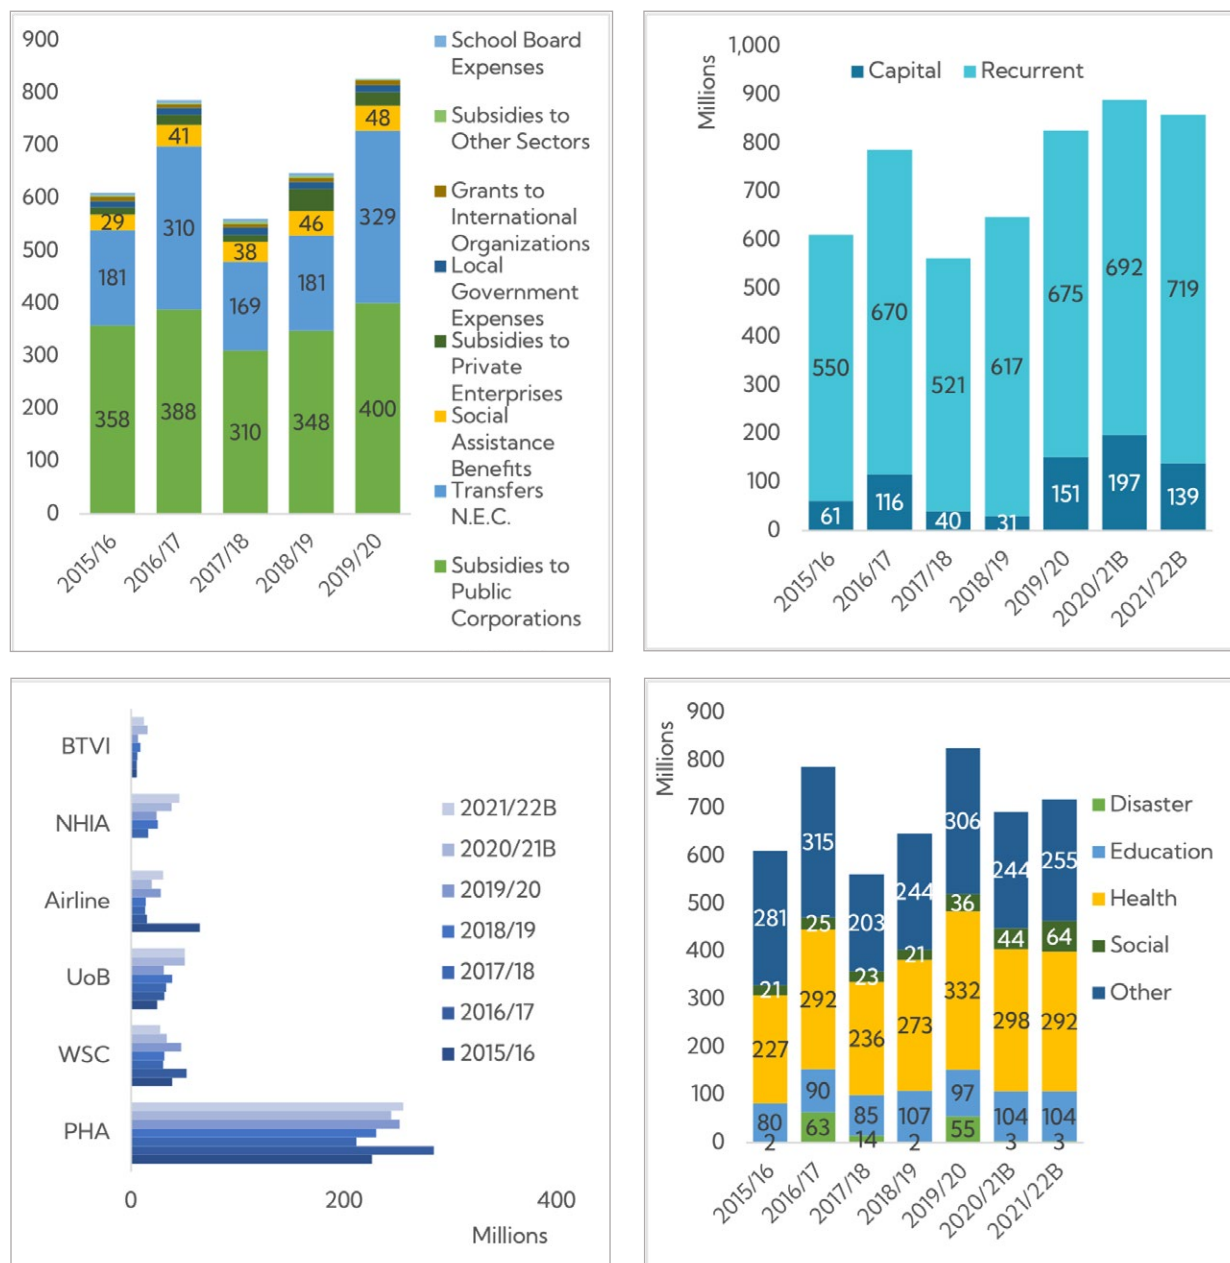 900
800
700
600
500
400
300
200
100
0
29
181
358
41
310
388
38
169
310
46
181
348
48
329
400
2015/16
2016/17
2017/18
2018/19
2019/20
School Board
Expenses
Subsidies to
Other Sectors
Grants to
International
Organizations
Local
Government
Expenses
Subsidies to
Private
Enterprises
Social
Assistance
Benefits
Transfers
N.E.C.
Subsidies to
Public
Corporations
Millions
1,000
900
800
700
600
500
400
300
200
100
0
Capital
Recurrent
550
61
670
116
521
40
617
31
675
151
692
197
719
139
2015/16
2016/17
2017/18
2018/19
2019/20
2020/21B
2021/22B
BTVI
NHIA
Airline
UoB
WSC
PHA
0
200
400
Millions
2021/22B
2020/21B
2019/20
2018/19
2017/18
2016/17
2015/16
Millions
900
800
700
600
500
400
300
200
100
0
281
21
227
80
2
315
25
292
90
63
203
23
236
85
14
244
21
273
107
2
306
36
332
97
55
244
44
298
104
3
255
64
292
104
3
2015/16
2016/17
2017/18
2018/19
2019/20
2020/21B
2021/22B
Disaster
Education
Health
Social
Other